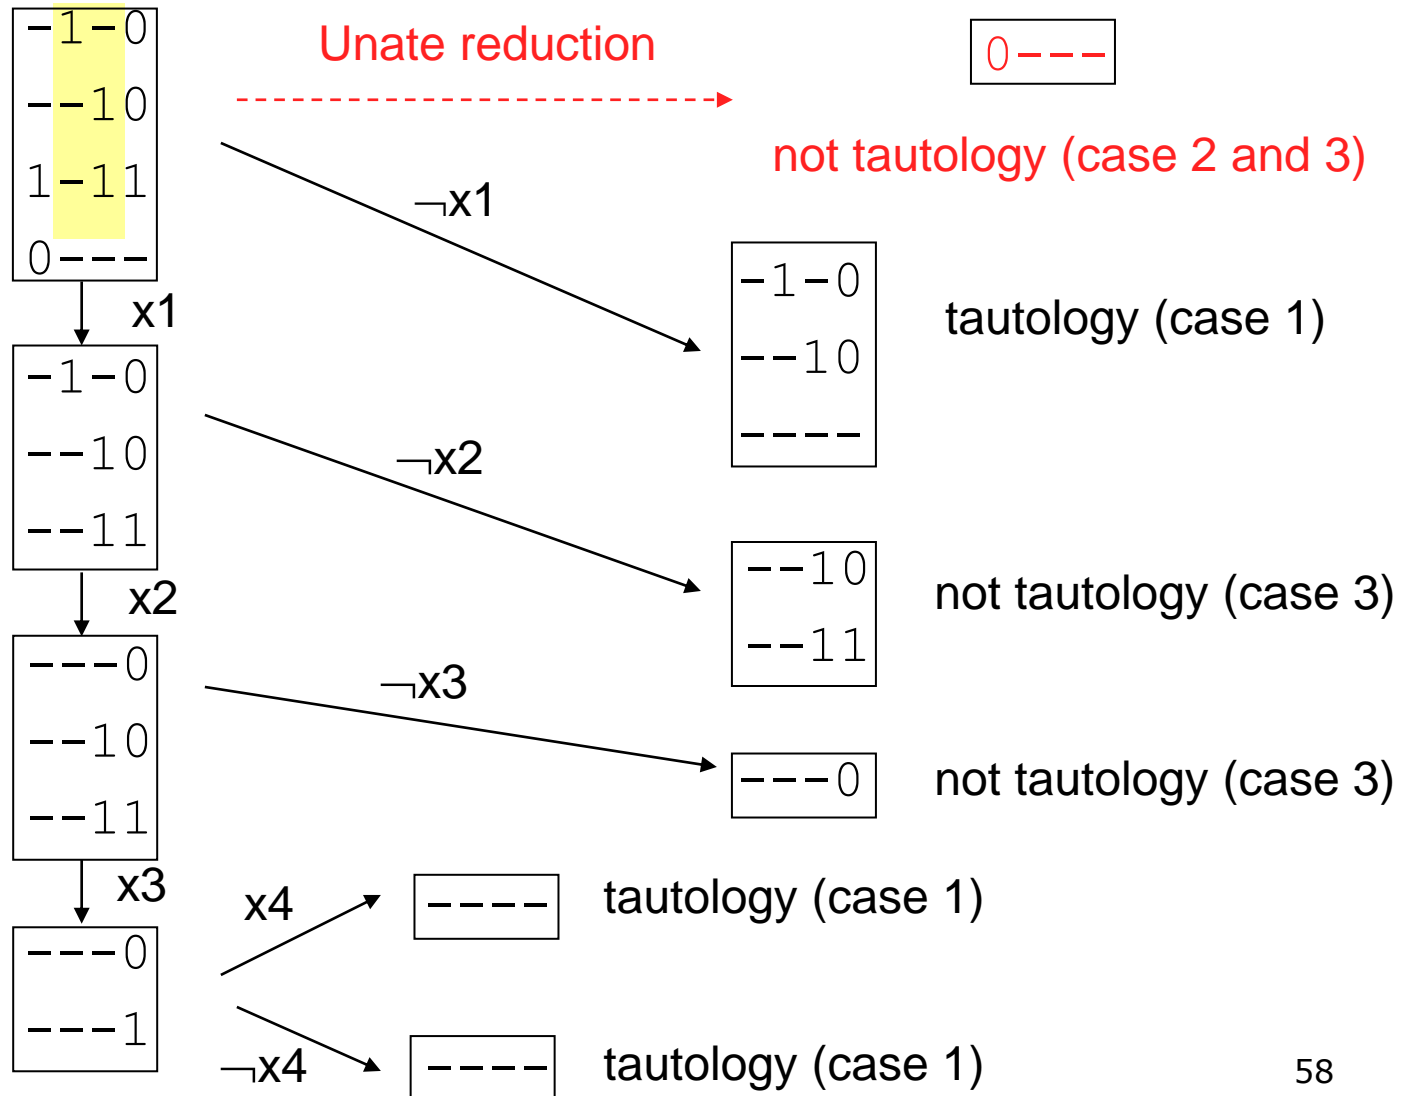 -1-0
--10
1-11
0---
Unate reduction
0---
not tautology (case 2 and 3)
x1
¬x1
-1-0
--10
----
tautology (case 1)
-1-0
--10
--11
x2
¬x2
--10
--11
not tautology (case 3)
---0
--10
--11
x3
¬x3
---0
not tautology (case 3)
---0
---1
x4
----
tautology (case 1)
¬x4
----
tautology (case 1)
58